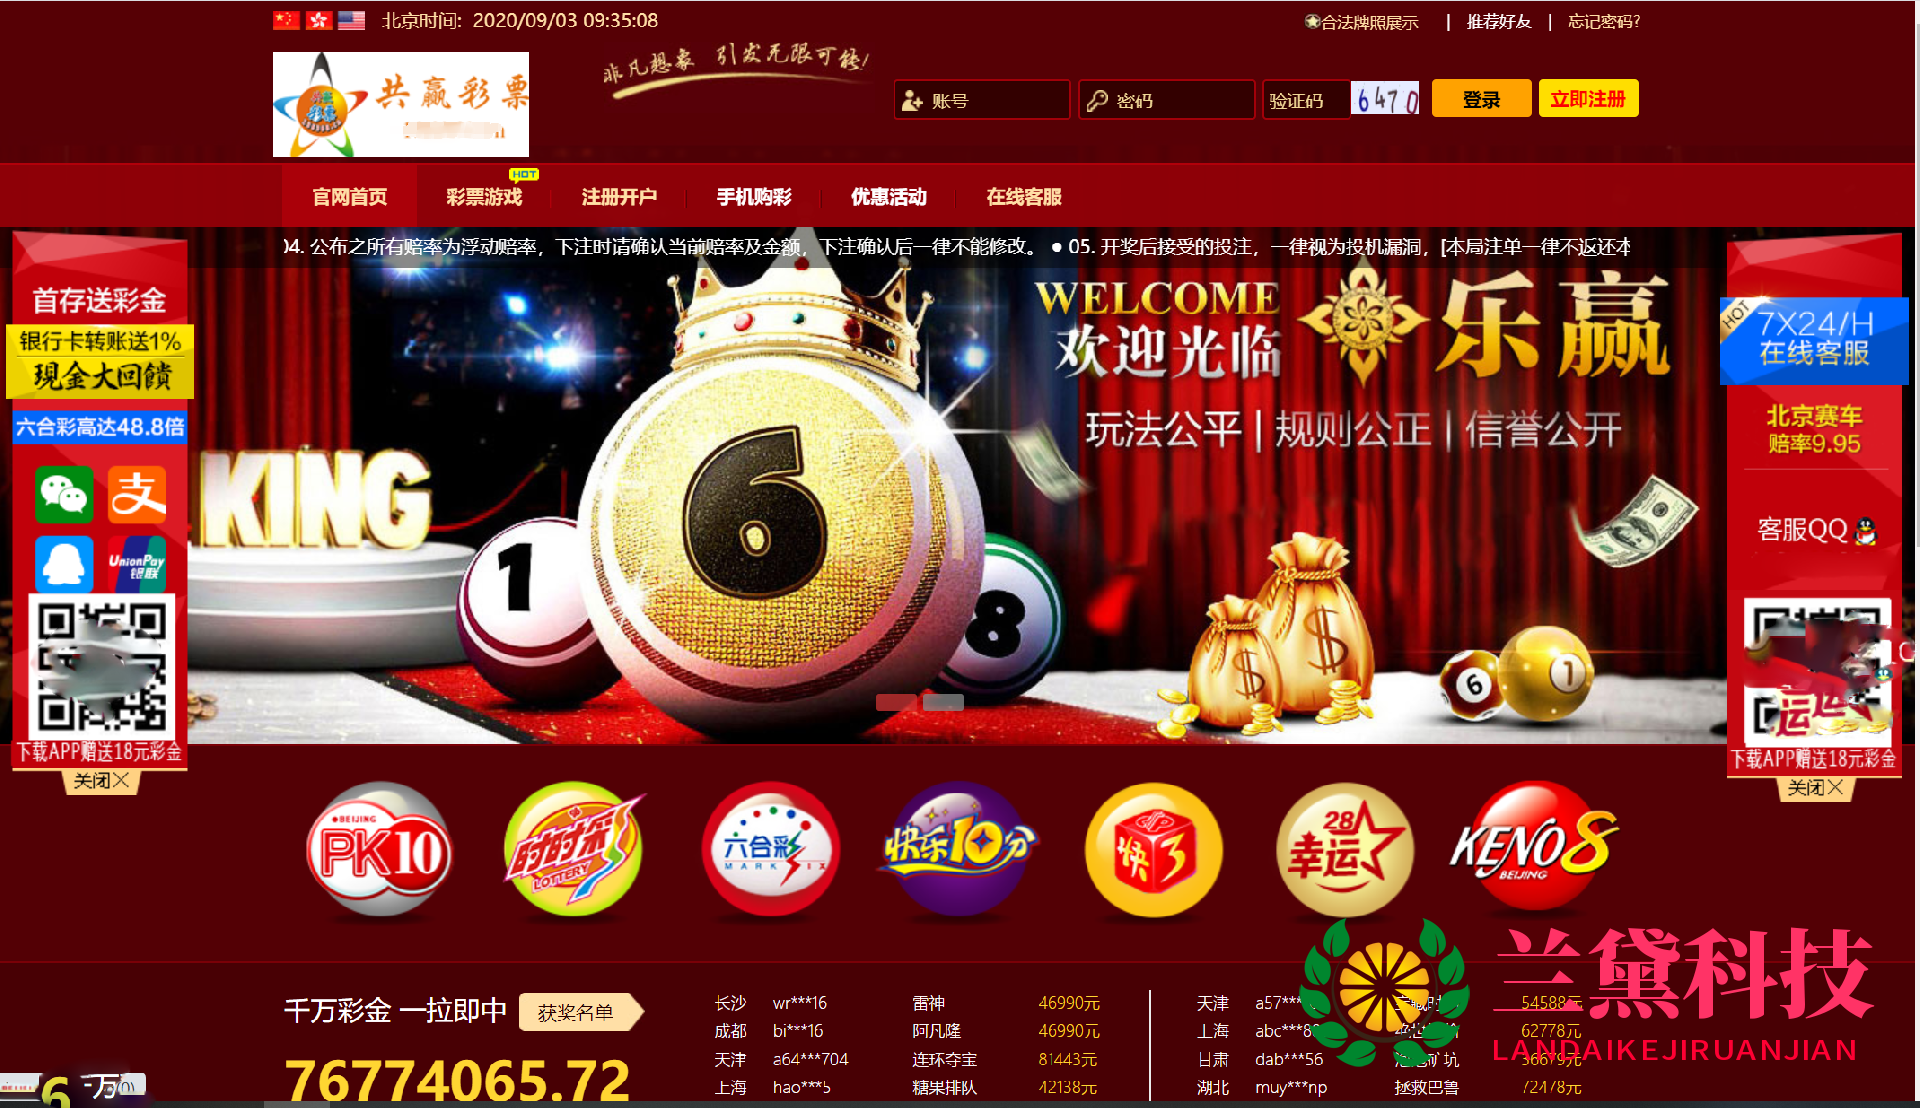 北京时间: 2020/09/03 09:35:08
合法牌照展示 | 推荐好友 | 忘记密码?
共赢彩票
非凡想象 引发无限可能!
账号
密码
验证码
6470
登录
立即注册
官网首页
彩票游戏
HOT
注册开户
手机购彩
优惠活动
在线客服
04. 公布之所有赔率为浮动赔率，下注时请确认当前赔率及金额，下注确认后一律不能修改。 ● 05. 开奖后接受的投注，一律视为投机漏洞，[本局注单一律不返还本
首存送彩金
银行卡转账送1%
現金大回饋
六合彩高达48.8倍
支
UnionPay
银联
下载APP赠送18元彩金
关闭X
KING
1
6
8
WELCOME
欢迎光临
乐赢
玩法公平 | 规则公正 | 信誉公开
$
$
6
1
HOT
7X24/H
在线客服
北京赛车
赔率9.95
客服QQ
下载APP赠送18元彩金
关闭X
BEIJING
PK10
时时彩
LOTTERY
六合彩
MARK SIX
快乐10分
快3
28
幸运
KENO8
BEIJING
千万彩金 一拉即中
获奖名单
76774065.72
长沙 wr***16 雷神 46990元
成都 bi***16 阿凡隆 46990元
天津 a64***704 连环夺宝 81443元
上海 hao***5 糖果排队 42138元
天津 a57*** 54588元
上海 abc***8 62778元
甘肃 dab***56 56679元
湖北 muy***np 拯救巴鲁 72478元
兰黛科技
LANDAIKEJIRUANJIAN
6
万